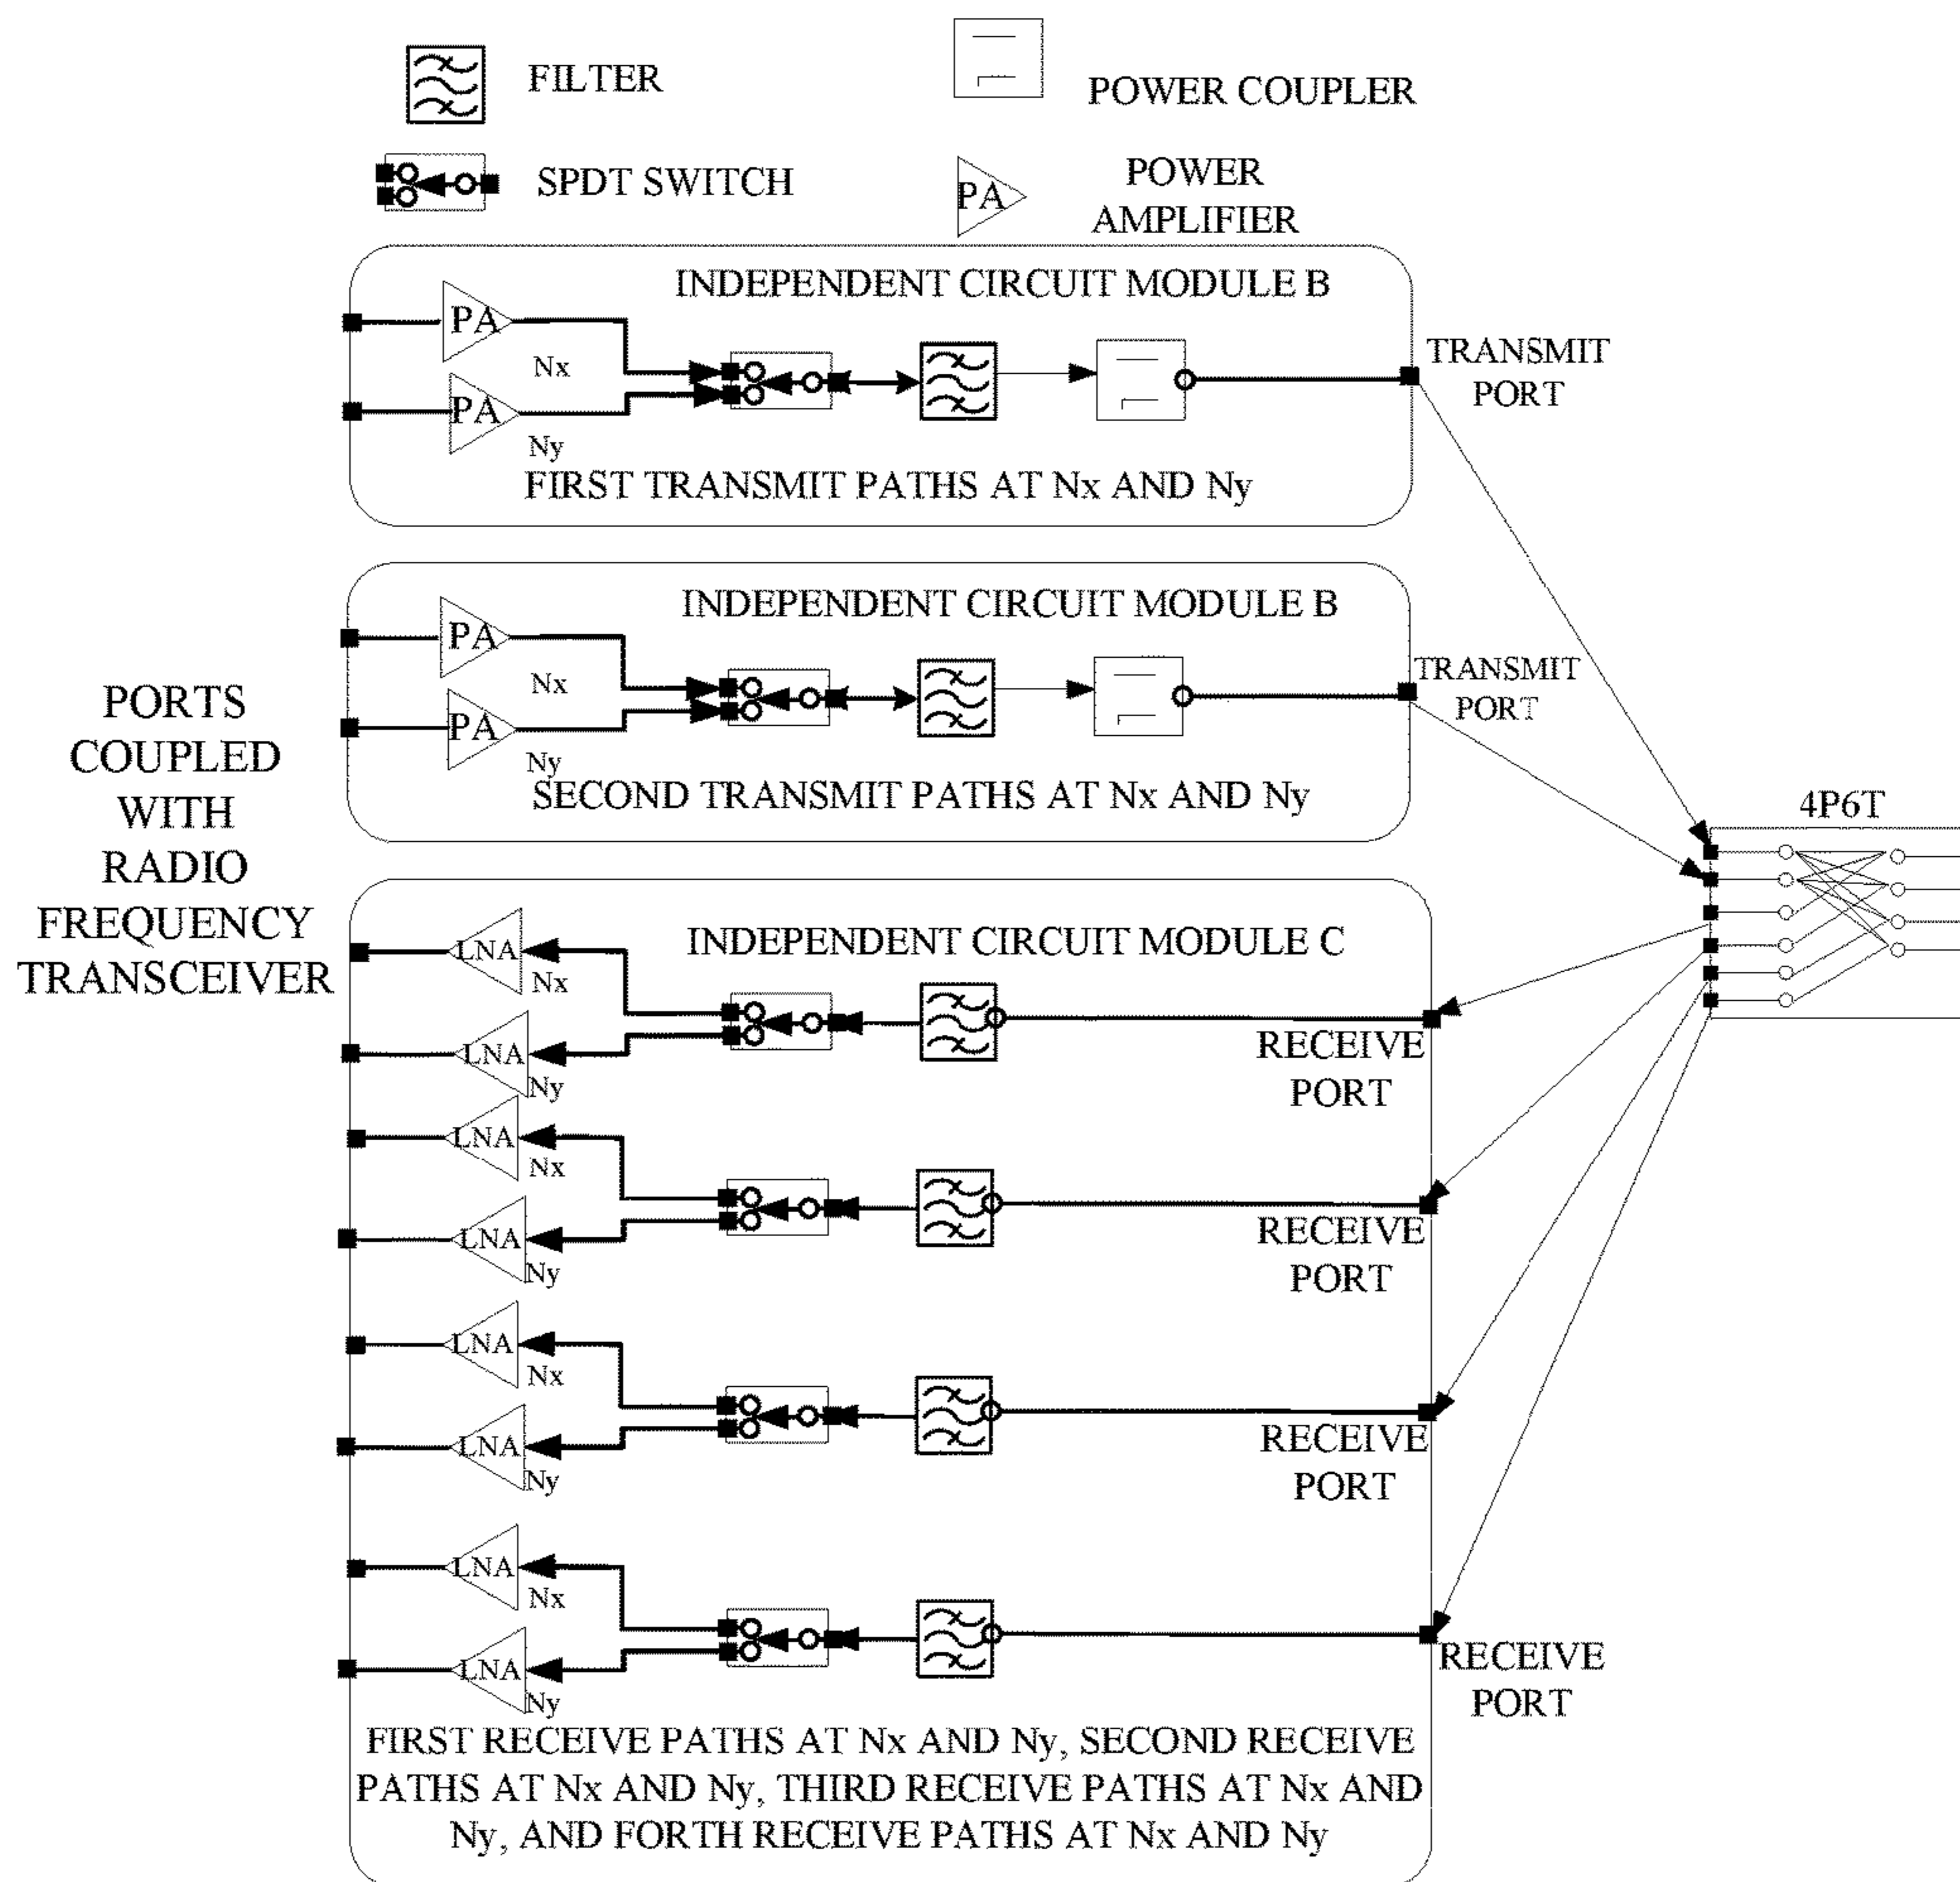 FILTER
POWER COUPLER
SPDT SWITCH
PA
POWER
AMPLIFIER
INDEPENDENT CIRCUIT MODULE B
PA
Nx
PA
Ny
FIRST TRANSMIT PATHS AT Nx AND Ny
TRANSMIT
PORT
INDEPENDENT CIRCUIT MODULE B
PA
Nx
PA
Ny
SECOND TRANSMIT PATHS AT Nx AND Ny
TRANSMIT
PORT
PORTS
COUPLED
WITH
RADIO
FREQUENCY
TRANSCEIVER
4P6T
INDEPENDENT CIRCUIT MODULE C
LNA
Nx
LNA
Ny
RECEIVE
PORT
LNA
Nx
LNA
Ny
RECEIVE
PORT
LNA
Nx
LNA
Ny
RECEIVE
PORT
LNA
Nx
LNA
Ny
RECEIVE
PORT
FIRST RECEIVE PATHS AT Nx AND Ny, SECOND RECEIVE
PATHS AT Nx AND Ny, THIRD RECEIVE PATHS AT Nx AND
Ny, AND FORTH RECEIVE PATHS AT Nx AND Ny